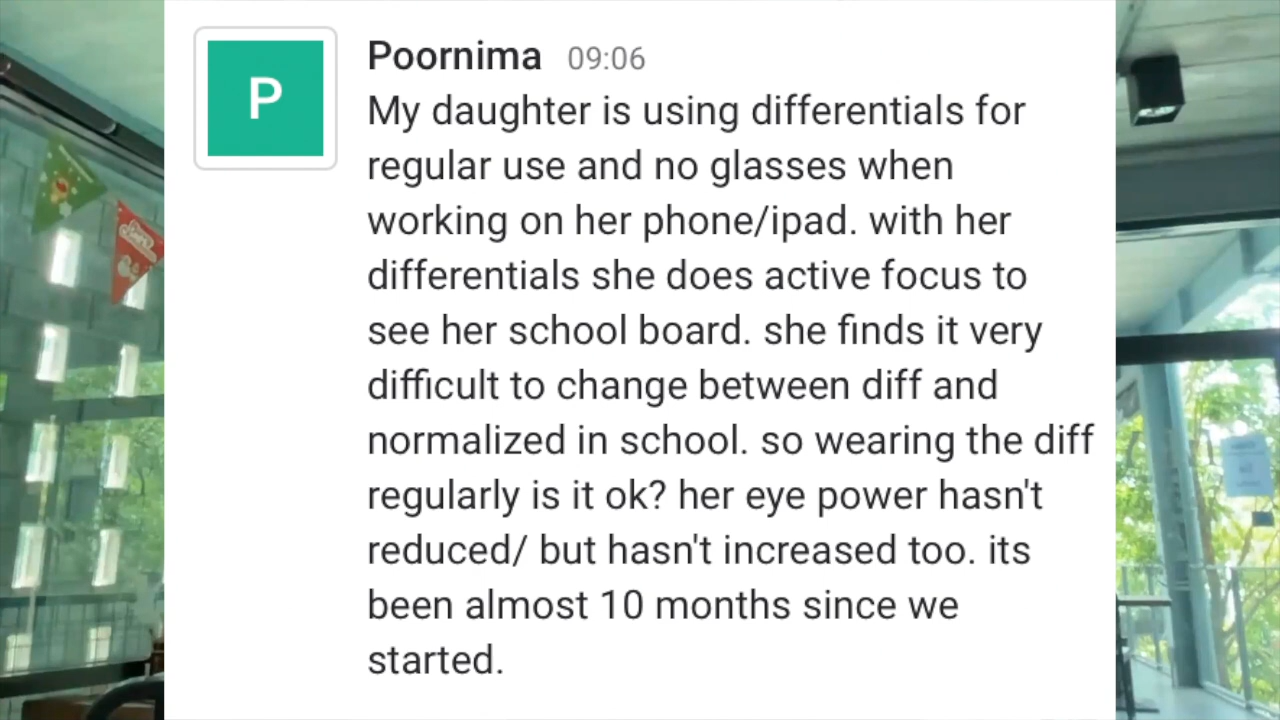 P
Poornima 09:06
My daughter is using differentials for
regular use and no glasses when
working on her phone/ipad. with her
differentials she does active focus to
see her school board. she finds it very
difficult to change between diff and
normalized in school. so wearing the diff
regularly is it ok? her eye power hasn't
reduced/ but hasn't increased too. its
been almost 10 months since we
started.